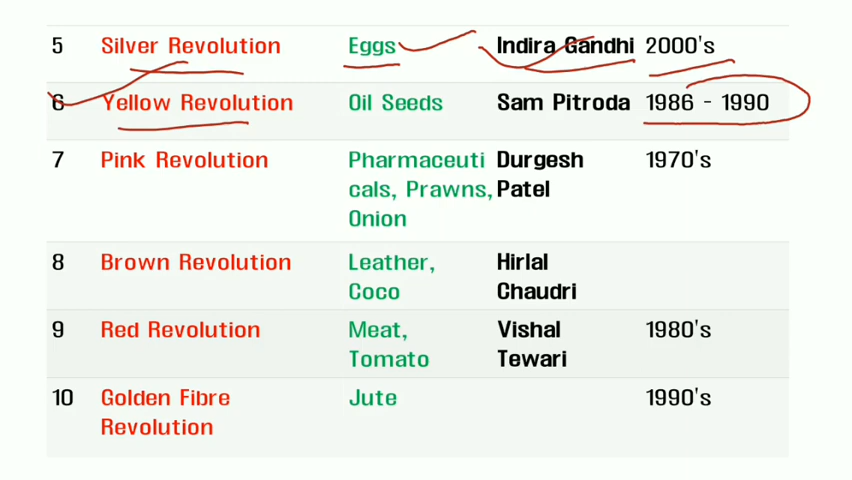 5 Silver Revolution Eggs Indira Gandhi 2000's
6 Yellow Revolution Oil Seeds Sam Pitroda 1986 - 1990
7 Pink Revolution Pharmaceuti Durgesh 1970's
cals, Prawns, Patel
Onion
8 Brown Revolution Leather, Hirlal
Coco Chaudri
9 Red Revolution Meat, Vishal 1980's
Tomato Tewari
10 Golden Fibre Jute 1990's
Revolution